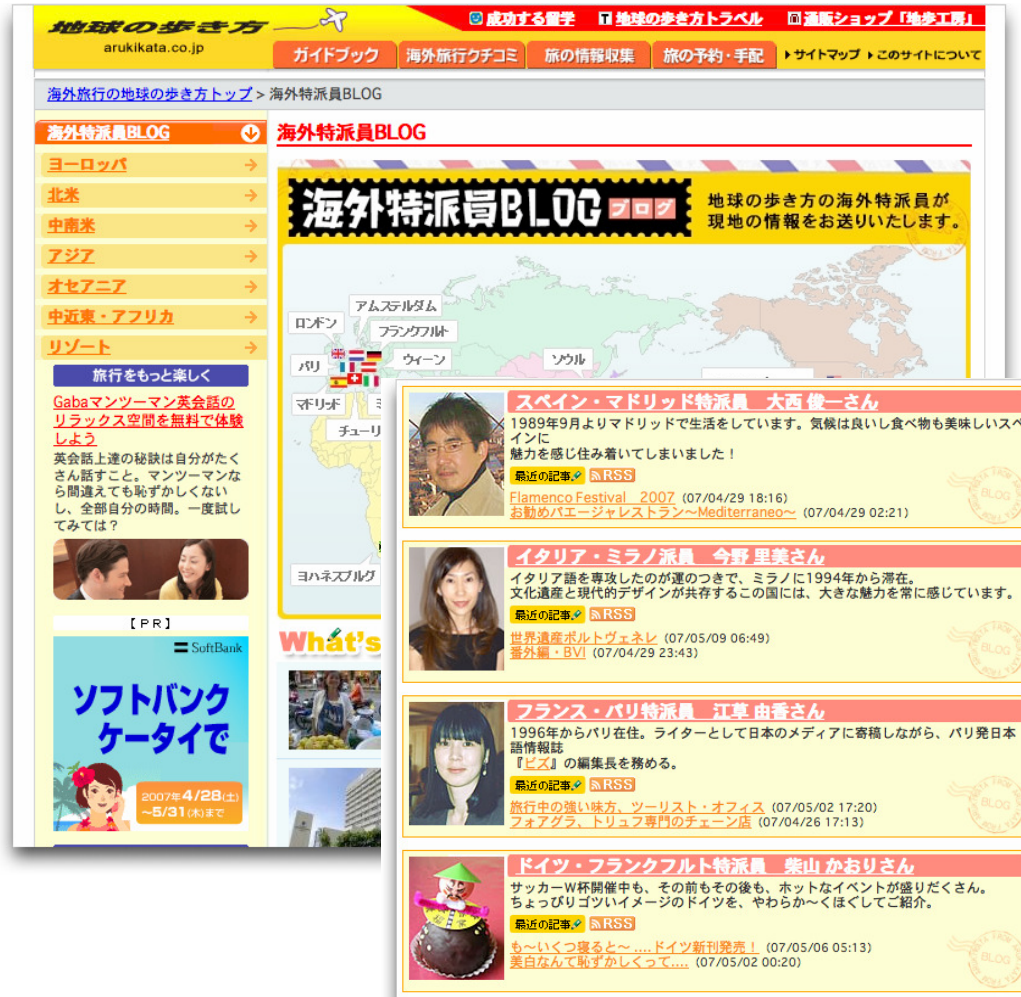 地球の歩き方
arukikata.co.jp
成功する留学 T 地球の歩き方トラベル 通販ショップ「地歩工房」
ガイドブック 海外旅行クチコミ 旅の情報収集 旅の予約・手配 サイトマップ このサイトについて
海外旅行の地球の歩き方トップ > 海外特派員BLOG
海外特派員BLOG
ヨーロッパ
北米
中南米
アジア
オセアニア
中近東・アフリカ
リゾート
旅行をもっと楽しく
Gabaマンツーマン英会話の
リラックス空間を無料で体験
しよう
英会話上達の秘訣は自分がたく
さん話すこと。マンツーマンな
ら間違えても恥ずかしくない
し、全部自分の時間。一度試し
てみては？
【PR】
SoftBank
ソフトバンク
ケータイで
2007年4/28(土)
~5/31(木)まで
海外特派員BLOG
海外特派員BLOG ブログ
地球の歩き方の海外特派員が
現地の情報をお送りいたします。
アムステルダム
ロンドン
フランクフルト
パリ
ウィーン
ソウル
マドリッド
チューリ
ヨハネスブルグ
What's
スペイン・マドリッド特派員 大西 俊一さん
1989年9月よりマドリッドで生活をしています。気候は良いし食べ物も美味しいスペ
インに
魅力を感じ住み着いてしまいました！
最近の記事 RSS
Flamenco Festival 2007 (07/04/29 18:16)
お勧めパエージャレストラン～Mediterraneo～ (07/04/29 02:21)
BLOG
イタリア・ミラノ派員 今野 里美さん
イタリア語を専攻したのが運のつきで、ミラノに1994年から滞在。
文化遺産と現代的デザインが共存するこの国には、大きな魅力を常に感じています。
最近の記事 RSS
世界遺産ポルトヴェネレ (07/05/09 06:49)
番外編・BVI (07/04/29 23:43)
BLOG
フランス・パリ特派員 江草 由香さん
1996年からパリ在住。ライターとして日本のメディアに寄稿しながら、パリ発日本
語情報誌
『ビズ』の編集長を務める。
最近の記事 RSS
旅行中の強い味方、ツーリスト・オフィス (07/05/02 17:20)
フォアグラ、トリュフ専門のチェーン店 (07/04/26 17:13)
BLOG
ドイツ・フランクフルト特派員 柴山 かおりさん
サッカーＷ杯開催中も、その前もその後も、ホットなイベントが盛りだくさん。
ちょっぴりゴツいイメージのドイツを、やわらか～くほぐしてご紹介。
最近の記事 RSS
も～いくつ寝ると～ ....ドイツ新刊発売！ (07/05/06 05:13)
美白なんて恥ずかしくって.... (07/05/02 00:20)
BLOG